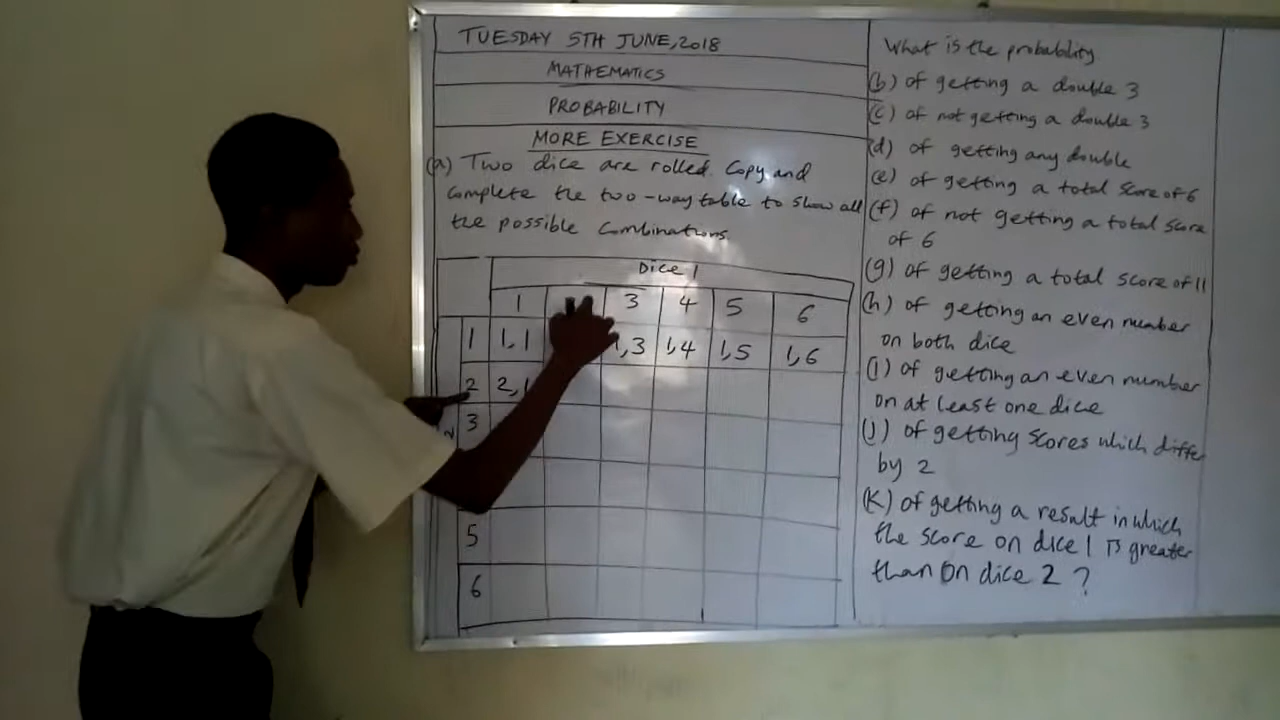 TUESDAY 5TH JUNE, 2018
MATHEMATICS
PROBABILITY
MORE EXERCISE
(a) Two dice are rolled. Copy and
complete the two-way table to show all
the possible combinations.
Dice 1
1 3 4 5 6
1 1,1 1,3 1,4 1,5 1,6
2 2,1
3
5
6
What is the probability
(b) of getting a double 3
(c) of not getting a double 3
(d) of getting any double
(e) of getting a total score of 6
(f) of not getting a total score
of 6
(g) of getting a total score of 11
(h) of getting an even number
on both dice
(i) of getting an even number
on at least one dice
(j) of getting scores which differ
by 2
(K) of getting a result in which
the score on dice 1 is greater
than on dice 2 ?